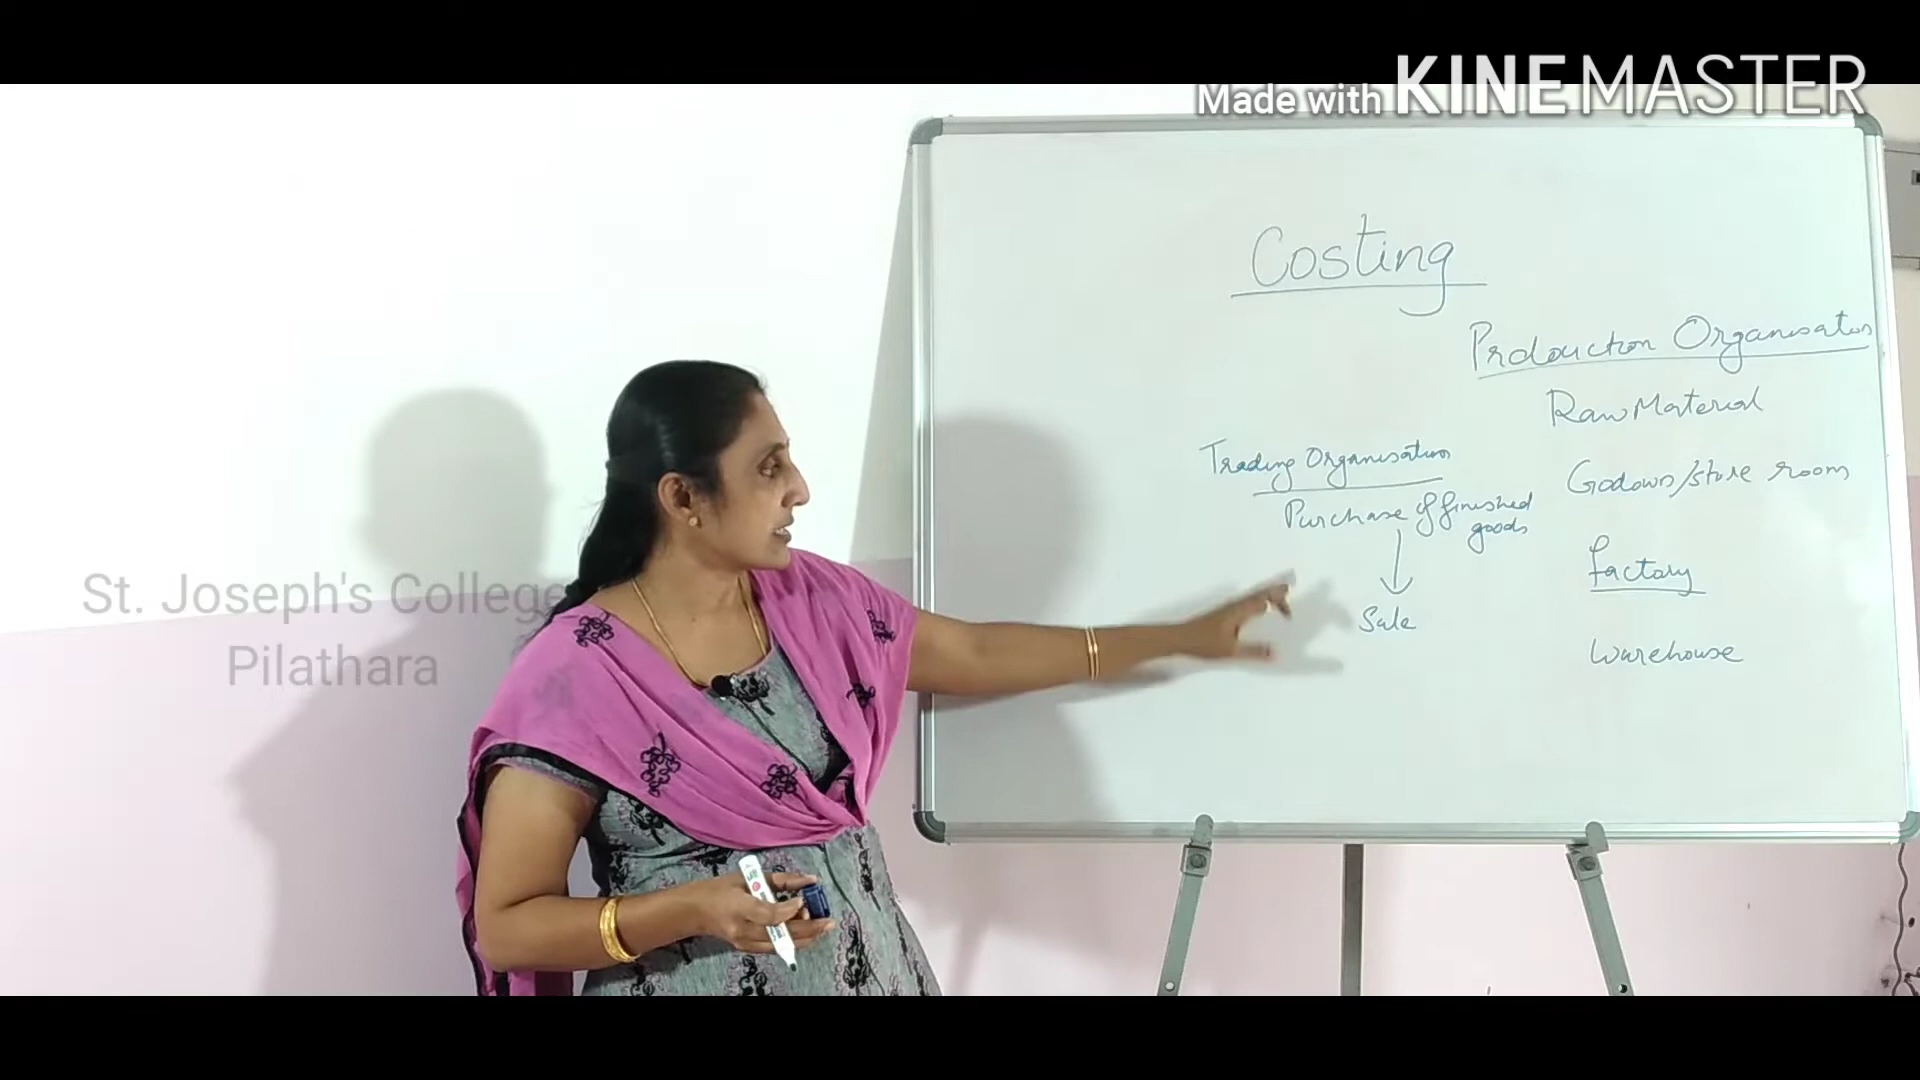 Made with KINEMASTER
Costing
Production Organisation
Raw Material
Trading Organisation
Godown/store room
Purchase of finished
goods
Factory
Sale
Warehouse
St. Joseph's College
Pilathara